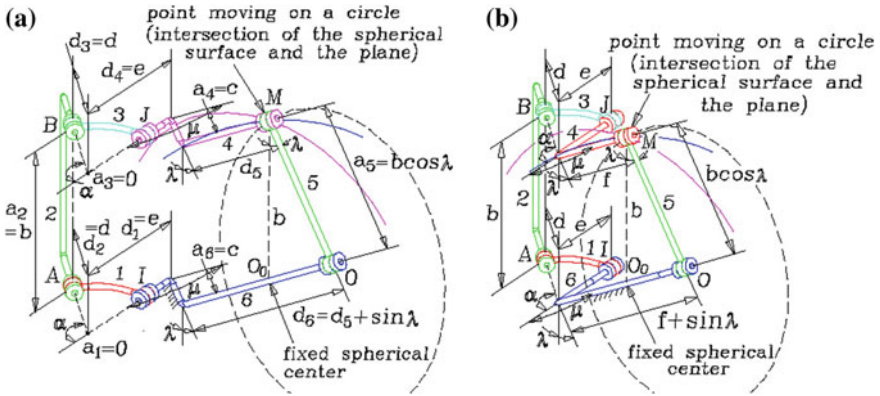 (a)
point moving on a circle
(intersection of the spherical
surface and the plane)
d₃=d
d₄=e
a₄=c
B
3
J
μ
M
4
λ
λ
d₅
a₃=0
α
a₅=bcosλ
5
a₂
=b
2
b
=d
d₂
d₁=e
a₆=c
A
1
I
μ
O₀
O
6
α
λ
d₆=d₅+sinλ
a₁=0
fixed spherical
center
(b)
point moving on a circle
(intersection of the
spherical surface and
the plane)
d
e
B
3
J
4
M
α
μ
λ
λ
f
bcosλ
5
b
2
b
d
e
A
1
I
O₀
O
6
α
μ
λ
f+sinλ
fixed spherical
center